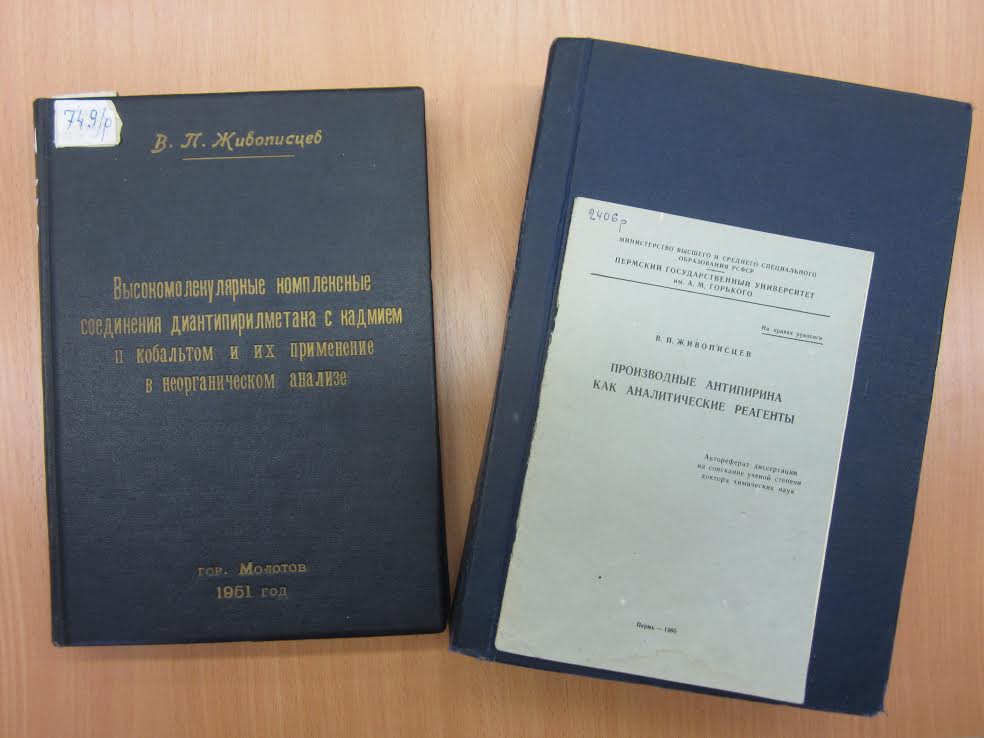 749/р
В. П. Живописцев
Высокомолекулярные комплексные
соединения диантипирилметана с кадмием
и кобальтом и их применение
в неорганическом анализе
гор. Молотов
1951 год
2406р
МИНИСТЕРСТВО ВЫСШЕГО И СРЕДНЕГО СПЕЦИАЛЬНОГО
ОБРАЗОВАНИЯ РСФСР
ПЕРМСКИЙ ГОСУДАРСТВЕННЫЙ УНИВЕРСИТЕТ
им. А. М. ГОРЬКОГО
На правах рукописи
В. П. ЖИВОПИСЦЕВ
ПРОИЗВОДНЫЕ АНТИПИРИНА
КАК АНАЛИТИЧЕСКИЕ РЕАГЕНТЫ
Автореферат диссертации
на соискание ученой степени
доктора химических наук
Пермь — 1965